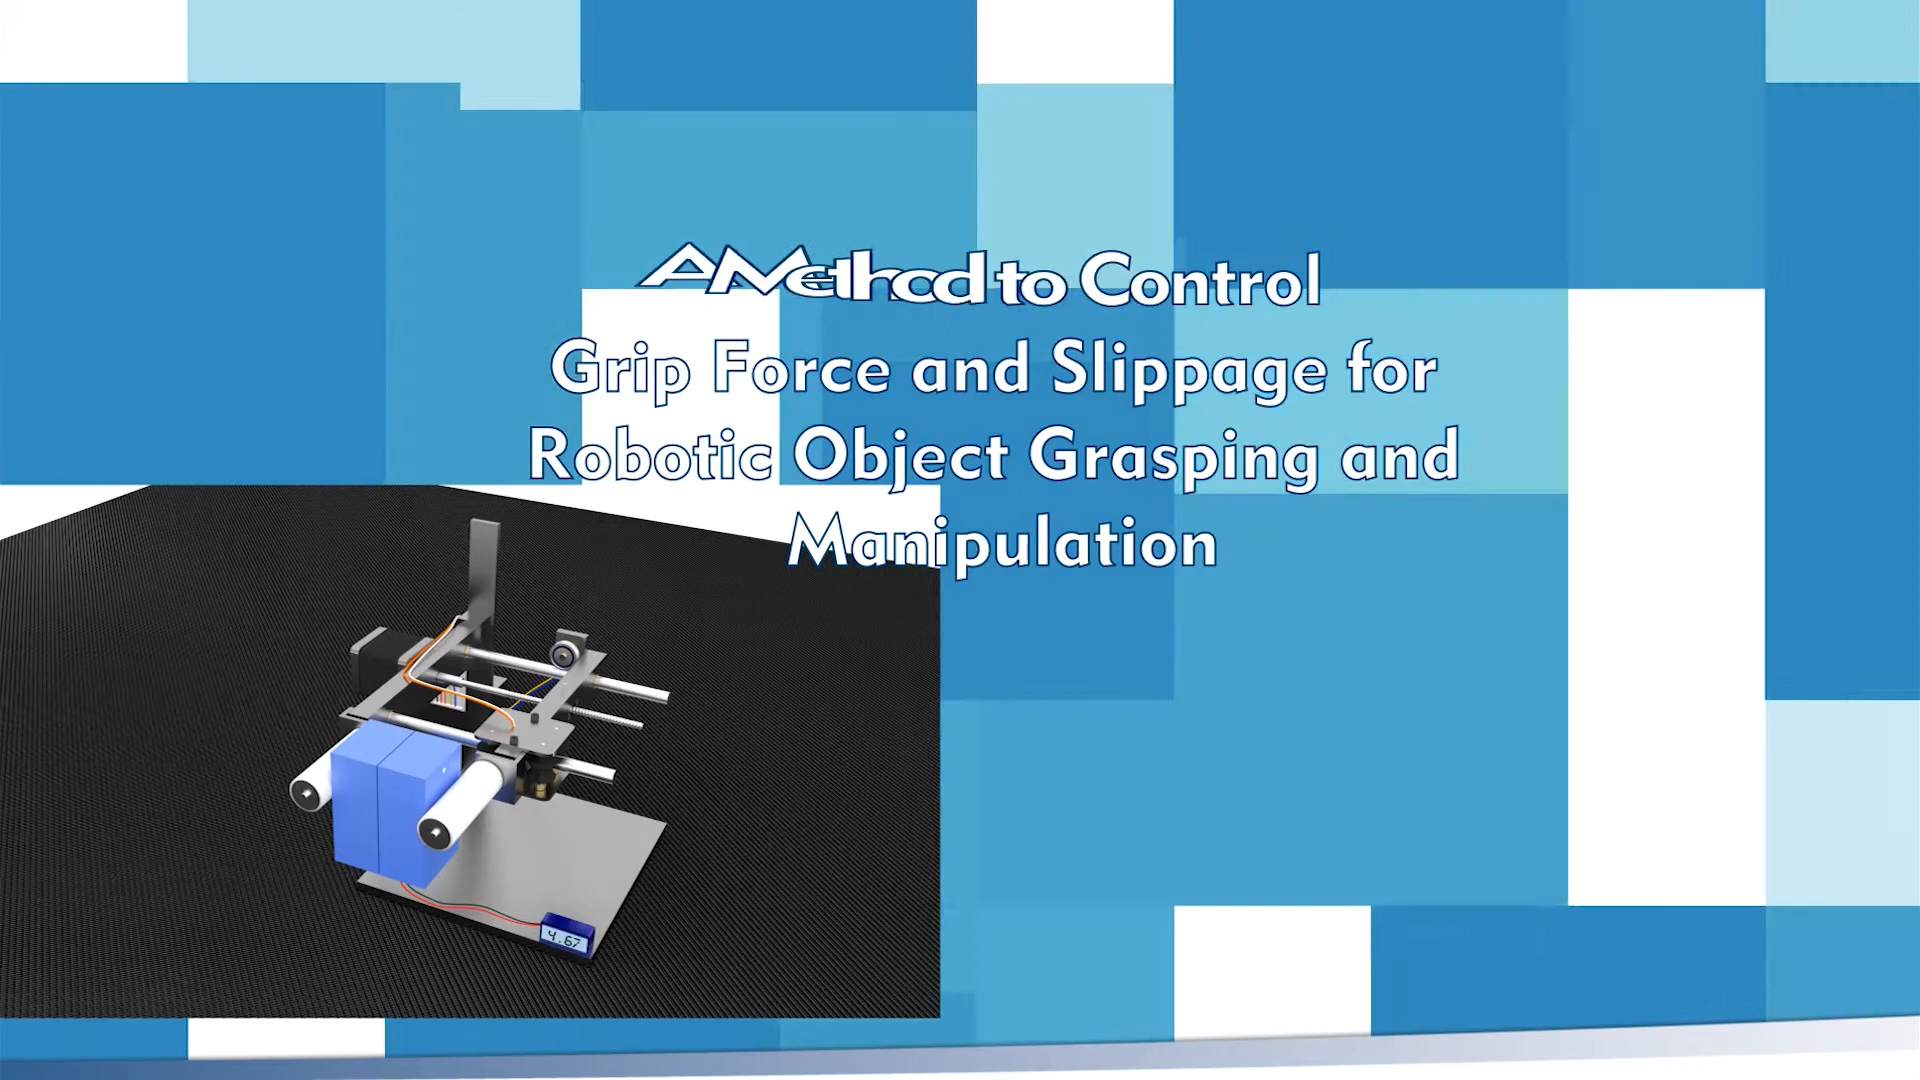 A Method to Control
Grip Force and Slippage for
Robotic Object Grasping and
Manipulation
4.67